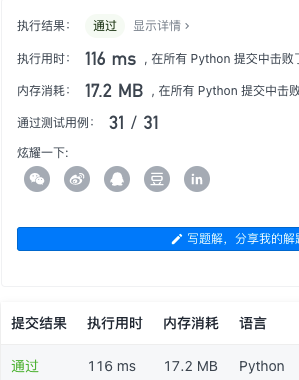 执行结果： 通过 显示详情 ›
执行用时： 116 ms , 在所有 Python 提交中击败
内存消耗： 17.2 MB , 在所有 Python 提交中击败
通过测试用例： 31 / 31
炫耀一下:
豆 in
写题解，分享我的解题
提交结果 执行用时 内存消耗 语言
通过 116 ms 17.2 MB Python